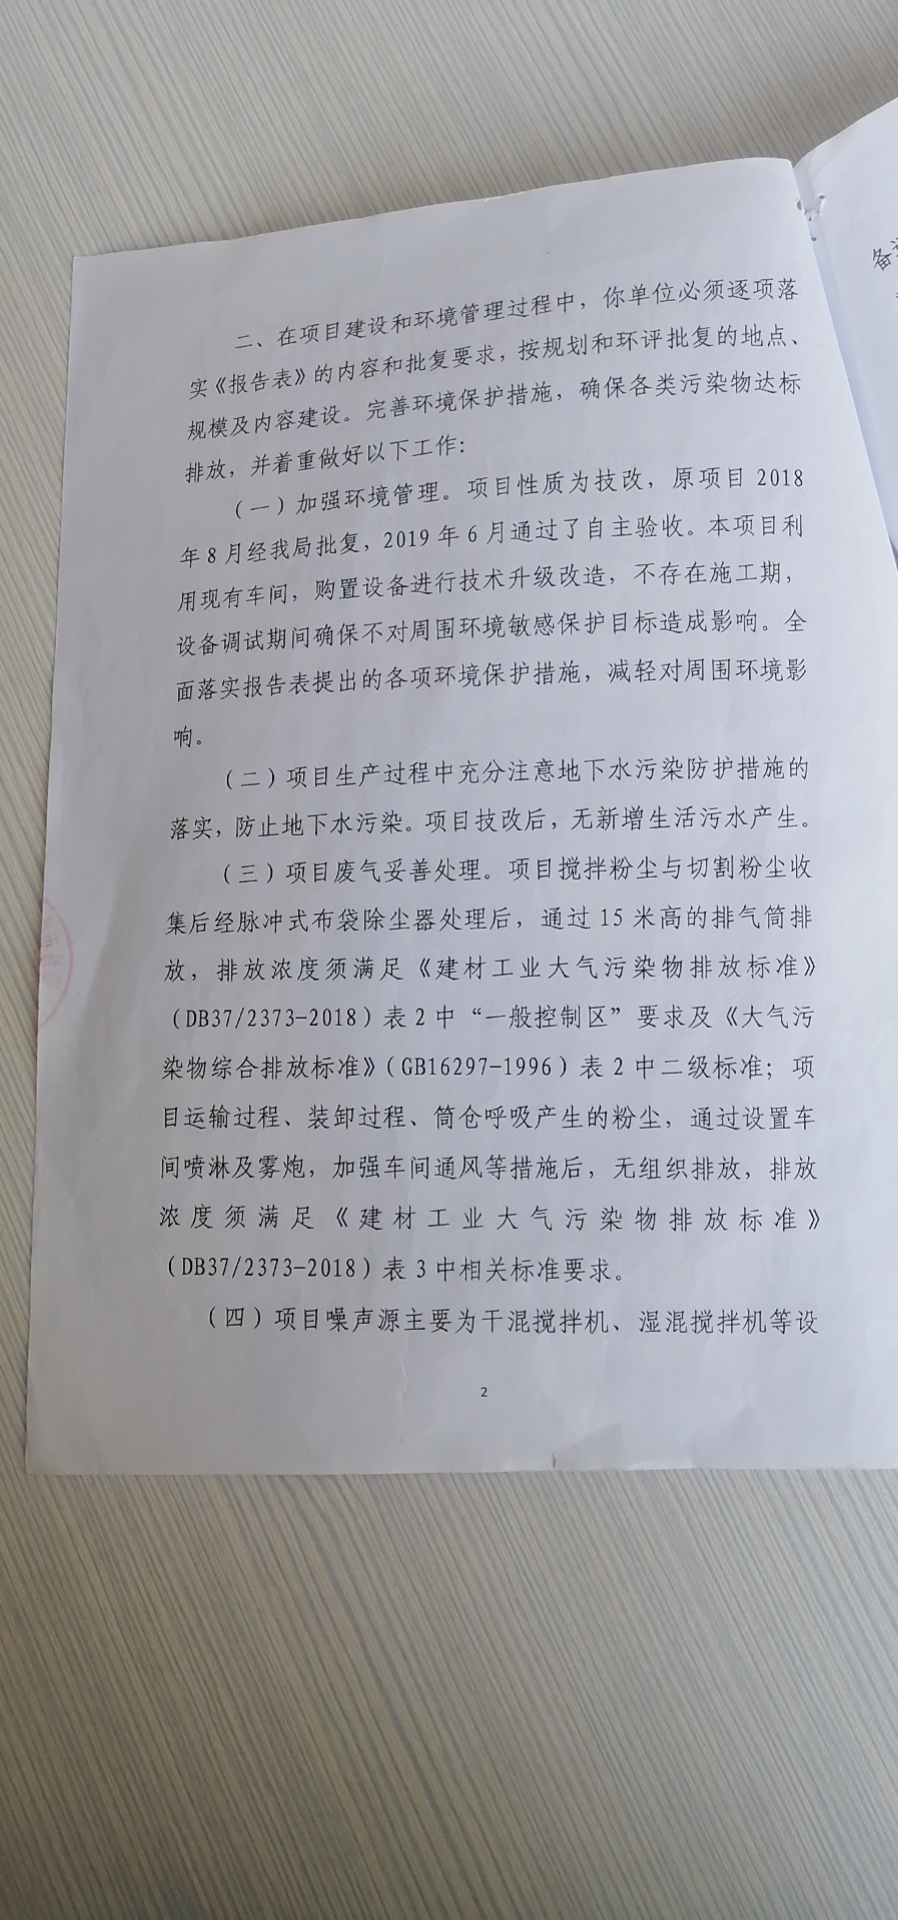 二、在项目建设和环境管理过程中，你单位必须逐项落
实《报告表》的内容和批复要求，按规划和环评批复的地点、
规模及内容建设。完善环境保护措施，确保各类污染物达标
排放，并着重做好以下工作：
（一）加强环境管理。项目性质为技改，原项目 2018
年 8 月经我局批复，2019 年 6 月通过了自主验收。本项目利
用现有车间，购置设备进行技术升级改造，不存在施工期，
设备调试期间确保不对周围环境敏感保护目标造成影响。全
面落实报告表提出的各项环境保护措施，减轻对周围环境影
响。
（二）项目生产过程中充分注意地下水污染防护措施的
落实，防止地下水污染。项目技改后，无新增生活污水产生。
（三）项目废气妥善处理。项目搅拌粉尘与切割粉尘收
集后经脉冲式布袋除尘器处理后，通过 15 米高的排气筒排
放，排放浓度须满足《建材工业大气污染物排放标准》
（DB37/2373-2018）表 2 中“一般控制区”要求及《大气污
染物综合排放标准》（GB16297-1996）表 2 中二级标准；项
目运输过程、装卸过程、筒仓呼吸产生的粉尘，通过设置车
间喷淋及雾炮，加强车间通风等措施后，无组织排放，排放
浓度须满足《建材工业大气污染物排放标准》
（DB37/2373-2018）表 3 中相关标准要求。
（四）项目噪声源主要为干混搅拌机、湿混搅拌机等设
2
备